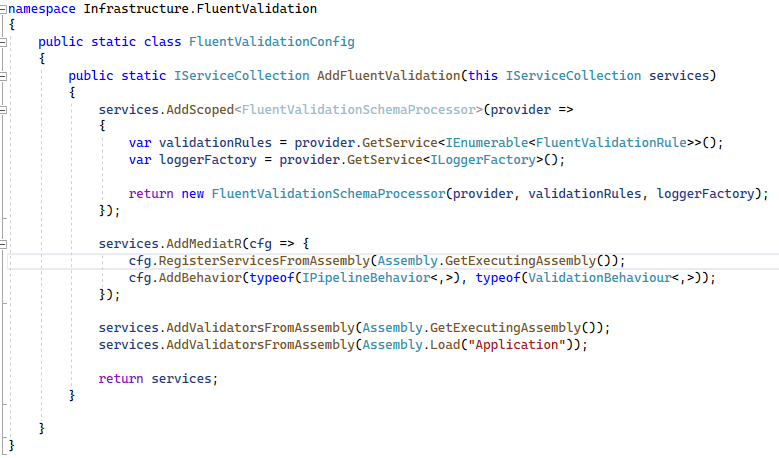 namespace Infrastructure.FluentValidation
{
    public static class FluentValidationConfig
    {
        public static IServiceCollection AddFluentValidation(this IServiceCollection services)
        {
            services.AddScoped<FluentValidationSchemaProcessor>(provider =>
            {
                var validationRules = provider.GetService<IEnumerable<FluentValidationRule>>();
                var loggerFactory = provider.GetService<ILoggerFactory>();

                return new FluentValidationSchemaProcessor(provider, validationRules, loggerFactory);
            });

            services.AddMediatR(cfg => {
                cfg.RegisterServicesFromAssembly(Assembly.GetExecutingAssembly());
                cfg.AddBehavior(typeof(IPipelineBehavior<,>), typeof(ValidationBehaviour<,>));
            });

            services.AddValidatorsFromAssembly(Assembly.GetExecutingAssembly());
            services.AddValidatorsFromAssembly(Assembly.Load("Application"));

            return services;
        }

    }
}